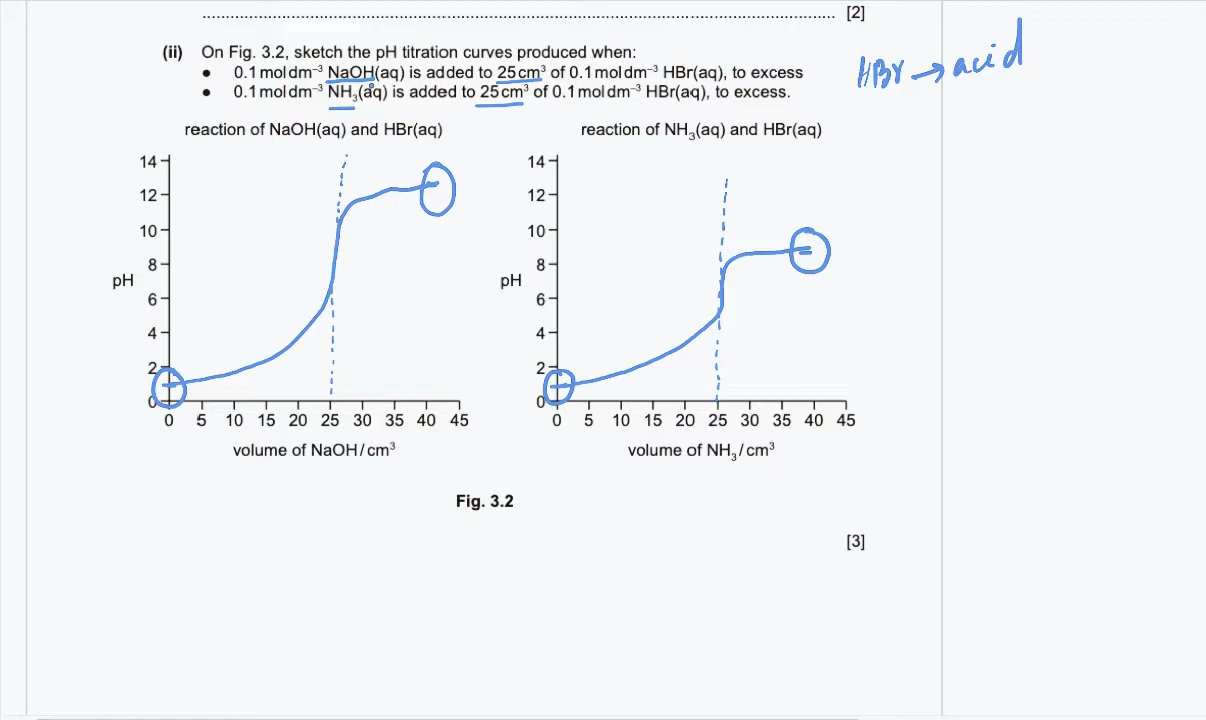 [2]
(ii) On Fig. 3.2, sketch the pH titration curves produced when:
• 0.1 mol dm⁻³ NaOH(aq) is added to 25 cm³ of 0.1 mol dm⁻³ HBr(aq), to excess
• 0.1 mol dm⁻³ NH₃(aq) is added to 25 cm³ of 0.1 mol dm⁻³ HBr(aq), to excess.
HBr → acid
reaction of NaOH(aq) and HBr(aq)
14
12
10
8
pH
6
4
2
0
0 5 10 15 20 25 30 35 40 45
volume of NaOH / cm³
reaction of NH₃(aq) and HBr(aq)
14
12
10
8
pH
6
4
2
0
0 5 10 15 20 25 30 35 40 45
volume of NH₃ / cm³
Fig. 3.2
[3]